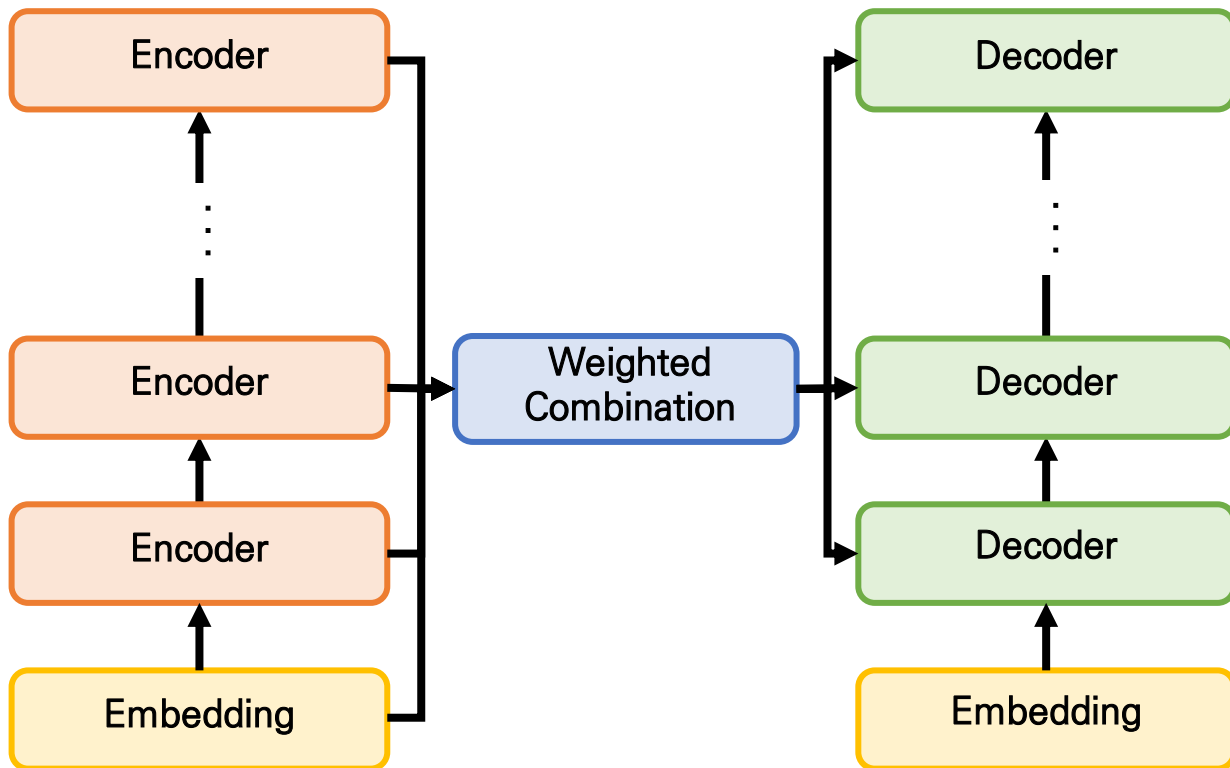 Encoder
Decoder
Encoder
Weighted
Combination
Decoder
Encoder
Decoder
Embedding
Embedding